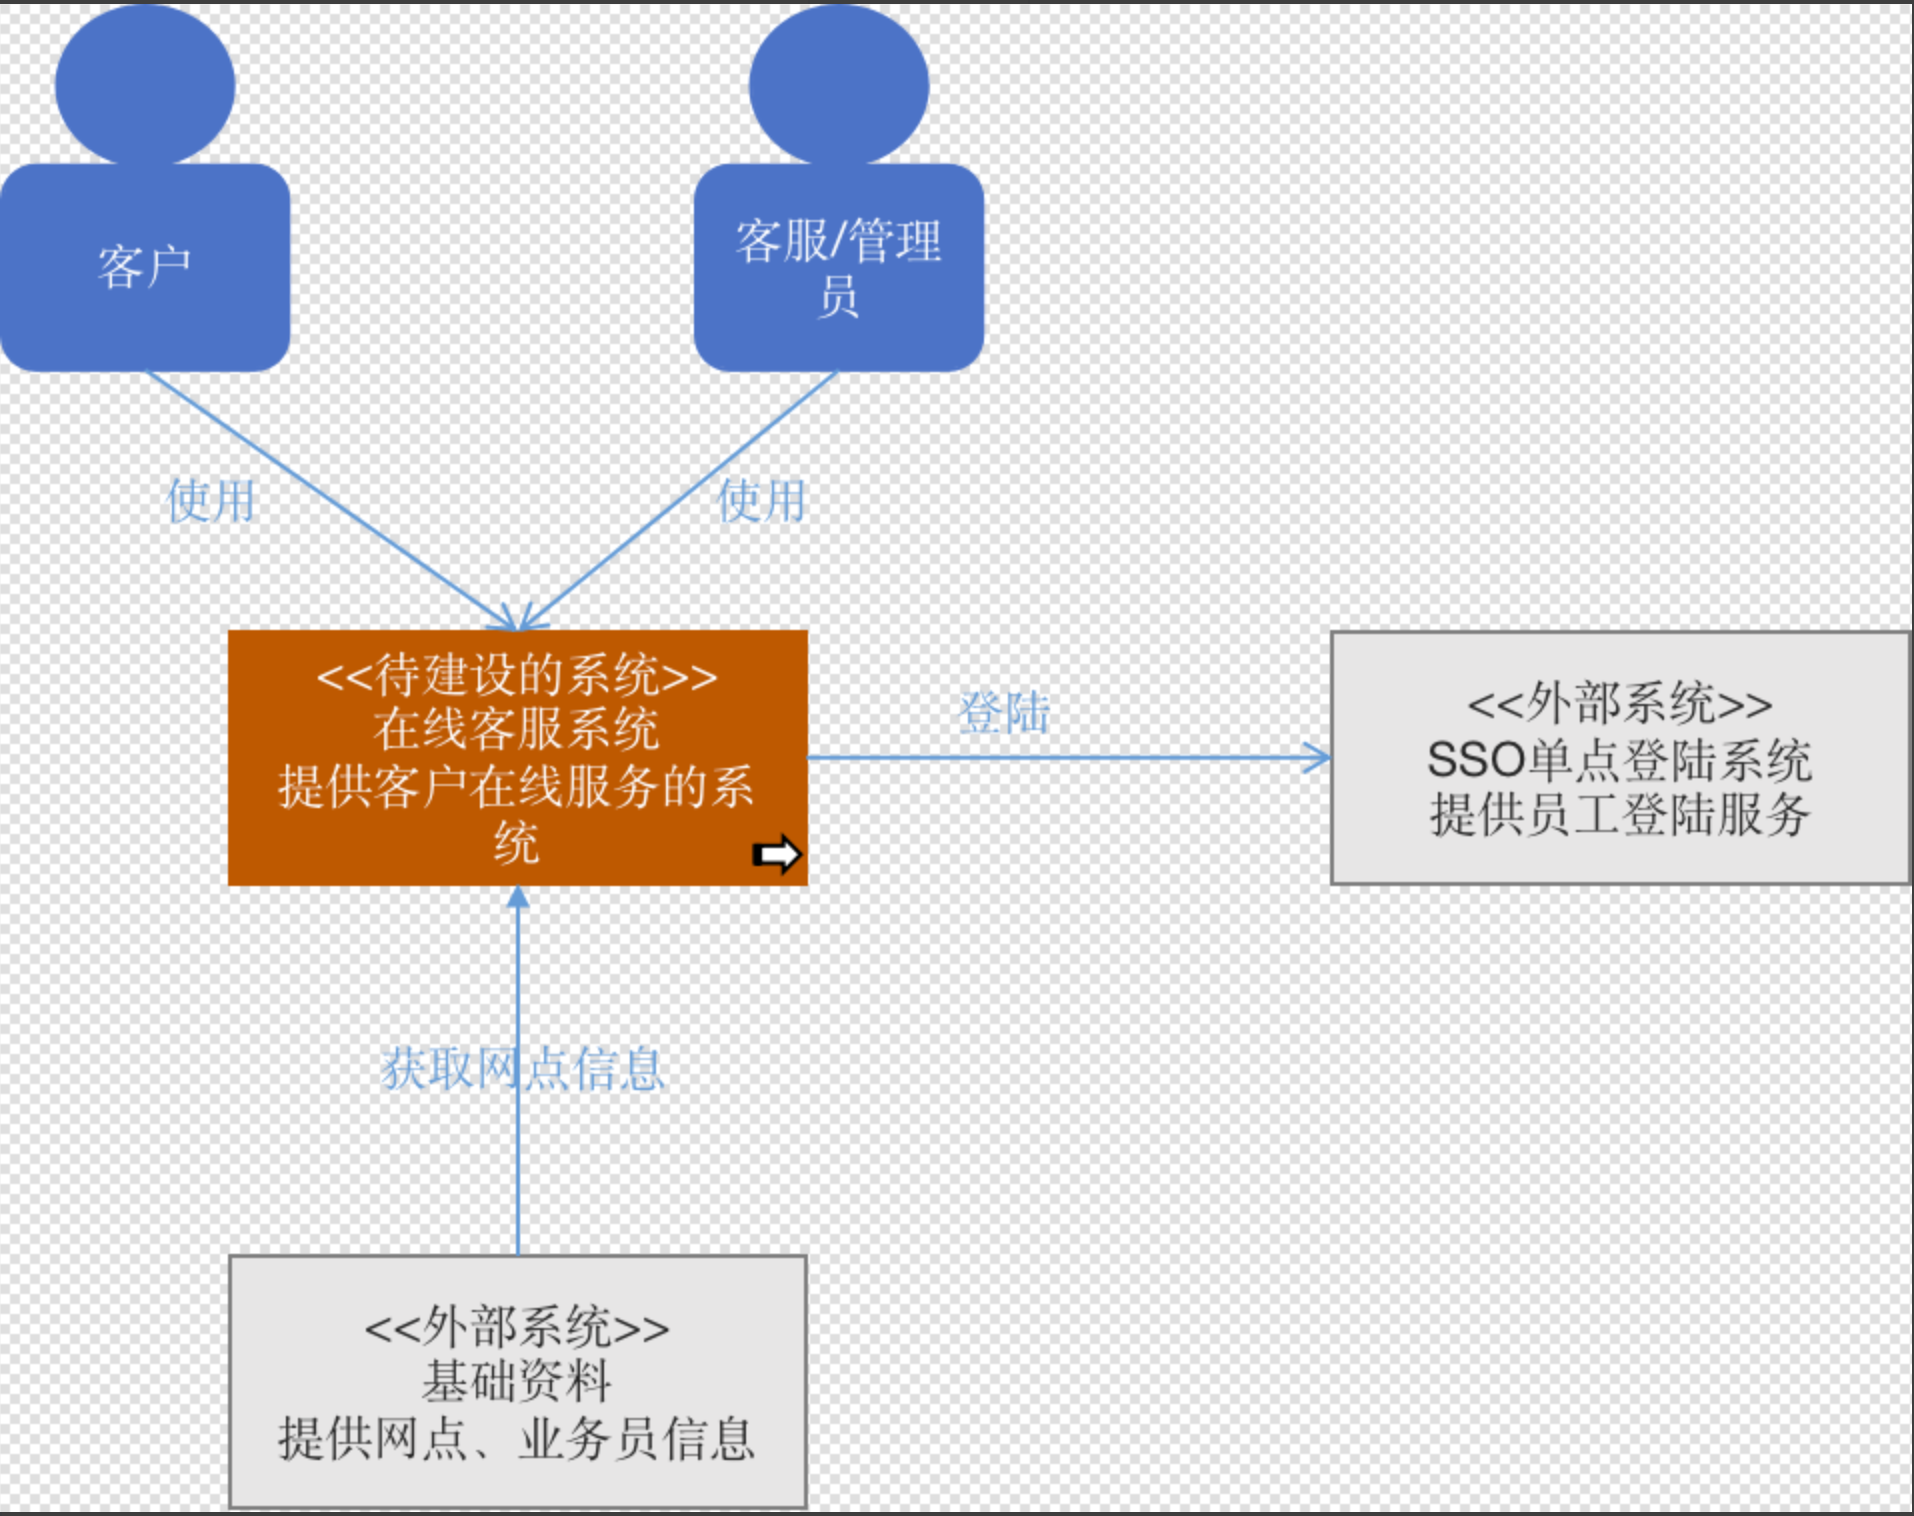 客户
客服/管理
员
使用
使用
<<待建设的系统>>
在线客服系统
提供客户在线服务的系
统
登陆
<<外部系统>>
SSO单点登陆系统
提供员工登陆服务
获取网点信息
<<外部系统>>
基础资料
提供网点、业务员信息